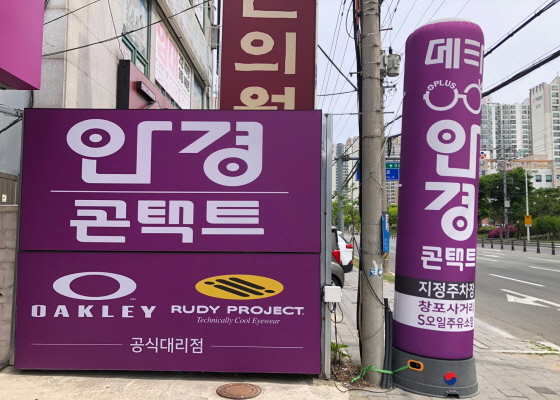 인의원
안경
콘택트
OAKLEY
RUDY PROJECT
Technically Cool Eyewear
공식대리점
GPLUS
안경
콘택트
지정주차장
창포사거리
S오일주유소앞